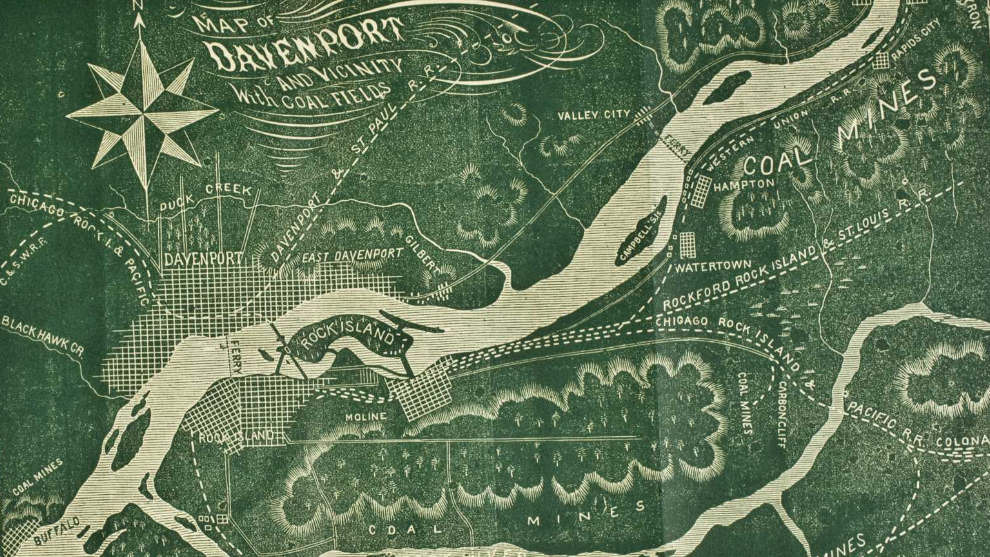 N
MAP OF
DAVENPORT
AND VICINITY
With COAL FIELDS
DAVENPORT & ST. PAUL R. R.
VALLEY CITY
FERRY
WESTERN UNION R. R.
RAPIDS CITY
COAL MINES
HAMPTON
CAMPBELL'S IS
WATERTOWN
ROCKFORD ROCK ISLAND & ST. LOUIS R. R.
CHICAGO, ROCK ISLAND, &
PACIFIC R.R.
COLONA
DUCK CREEK
CHICAGO ROCK I. & PACIFIC
C. & S.W.R.R
DAVENPORT
EAST DAVENPORT
GILBERT
BLACKHAWK CR.
FERRY
ROCK ISLAND
MOLINE
ROCK ISLAND
COAL MINES
CARBON CLIFF
COAL MINES
BUFFALO
COAL MINES
MINES